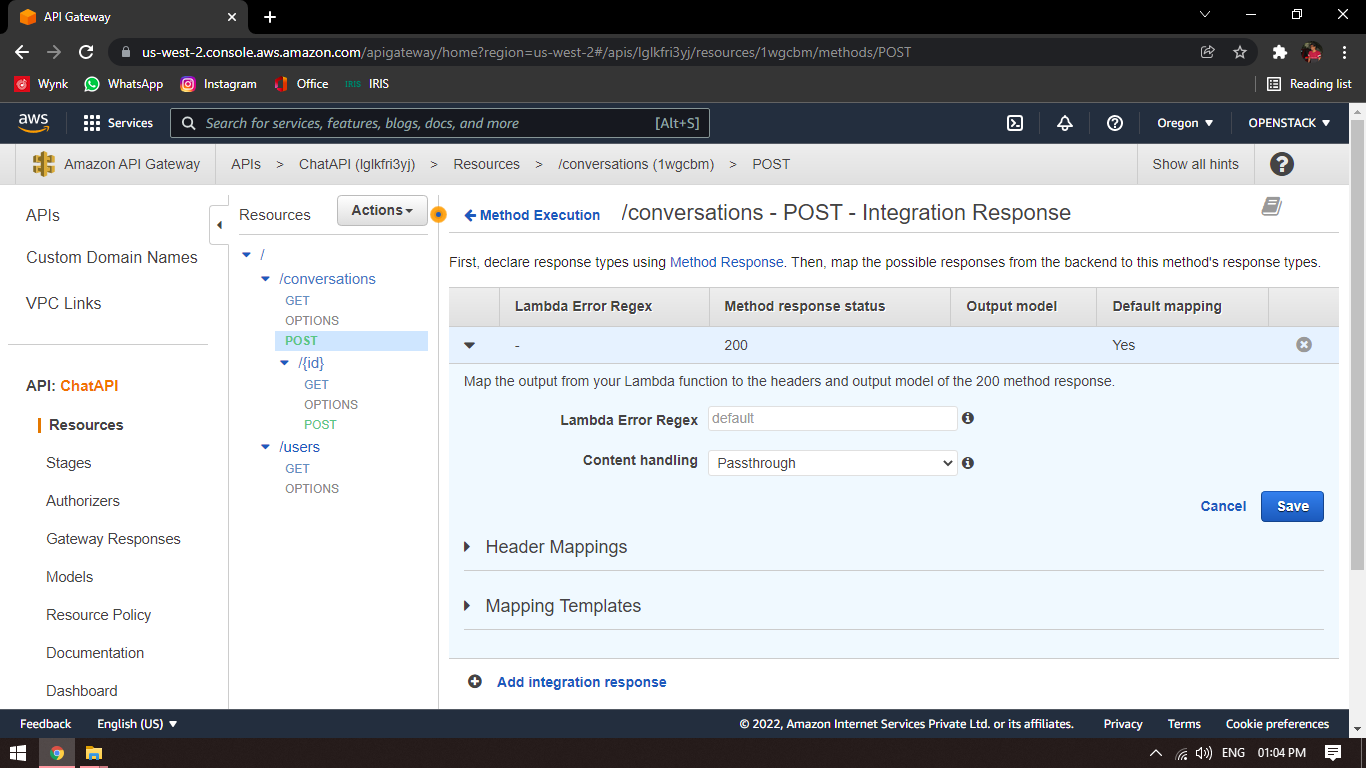 API Gateway
us-west-2.console.aws.amazon.com/apigateway/home?region=us-west-2#/apis/lglkfri3yj/resources/1wgcbm/methods/POST
Wynk WhatsApp Instagram Office IRIS IRIS Reading list
aws Services Search for services, features, blogs, docs, and more [Alt+S] Oregon OPENSTACK
Amazon API Gateway APIs > ChatAPI (lglkfri3yj) > Resources > /conversations (1wgcbm) > POST Show all hints
APIs
Custom Domain Names
VPC Links
API: ChatAPI
Resources
Stages
Authorizers
Gateway Responses
Models
Resource Policy
Documentation
Dashboard
Resources Actions
/
/conversations
GET
OPTIONS
POST
/{id}
GET
OPTIONS
POST
/users
GET
OPTIONS
Method Execution /conversations - POST - Integration Response
First, declare response types using Method Response. Then, map the possible responses from the backend to this method's response types.
Lambda Error Regex Method response status Output model Default mapping
- 200 Yes
Map the output from your Lambda function to the headers and output model of the 200 method response.
Lambda Error Regex default
Content handling Passthrough
Cancel Save
Header Mappings
Mapping Templates
Add integration response
Feedback English (US) © 2022, Amazon Internet Services Private Ltd. or its affiliates. Privacy Terms Cookie preferences
ENG 01:04 PM